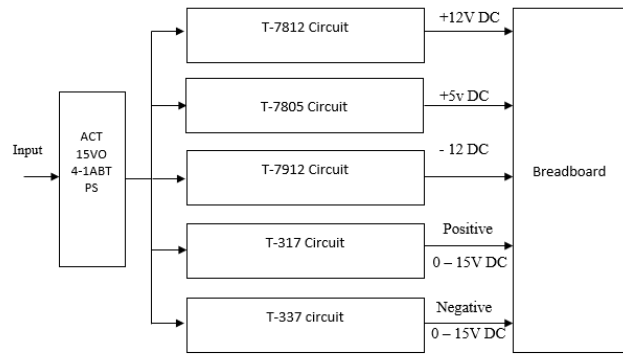 Input
ACT
15VO
4-1ABT
PS
T-7812 Circuit
+12V DC
T-7805 Circuit
+5v DC
T-7912 Circuit
- 12 DC
T-317 Circuit
Positive
0 – 15V DC
T-337 circuit
Negative
0 – 15V DC
Breadboard